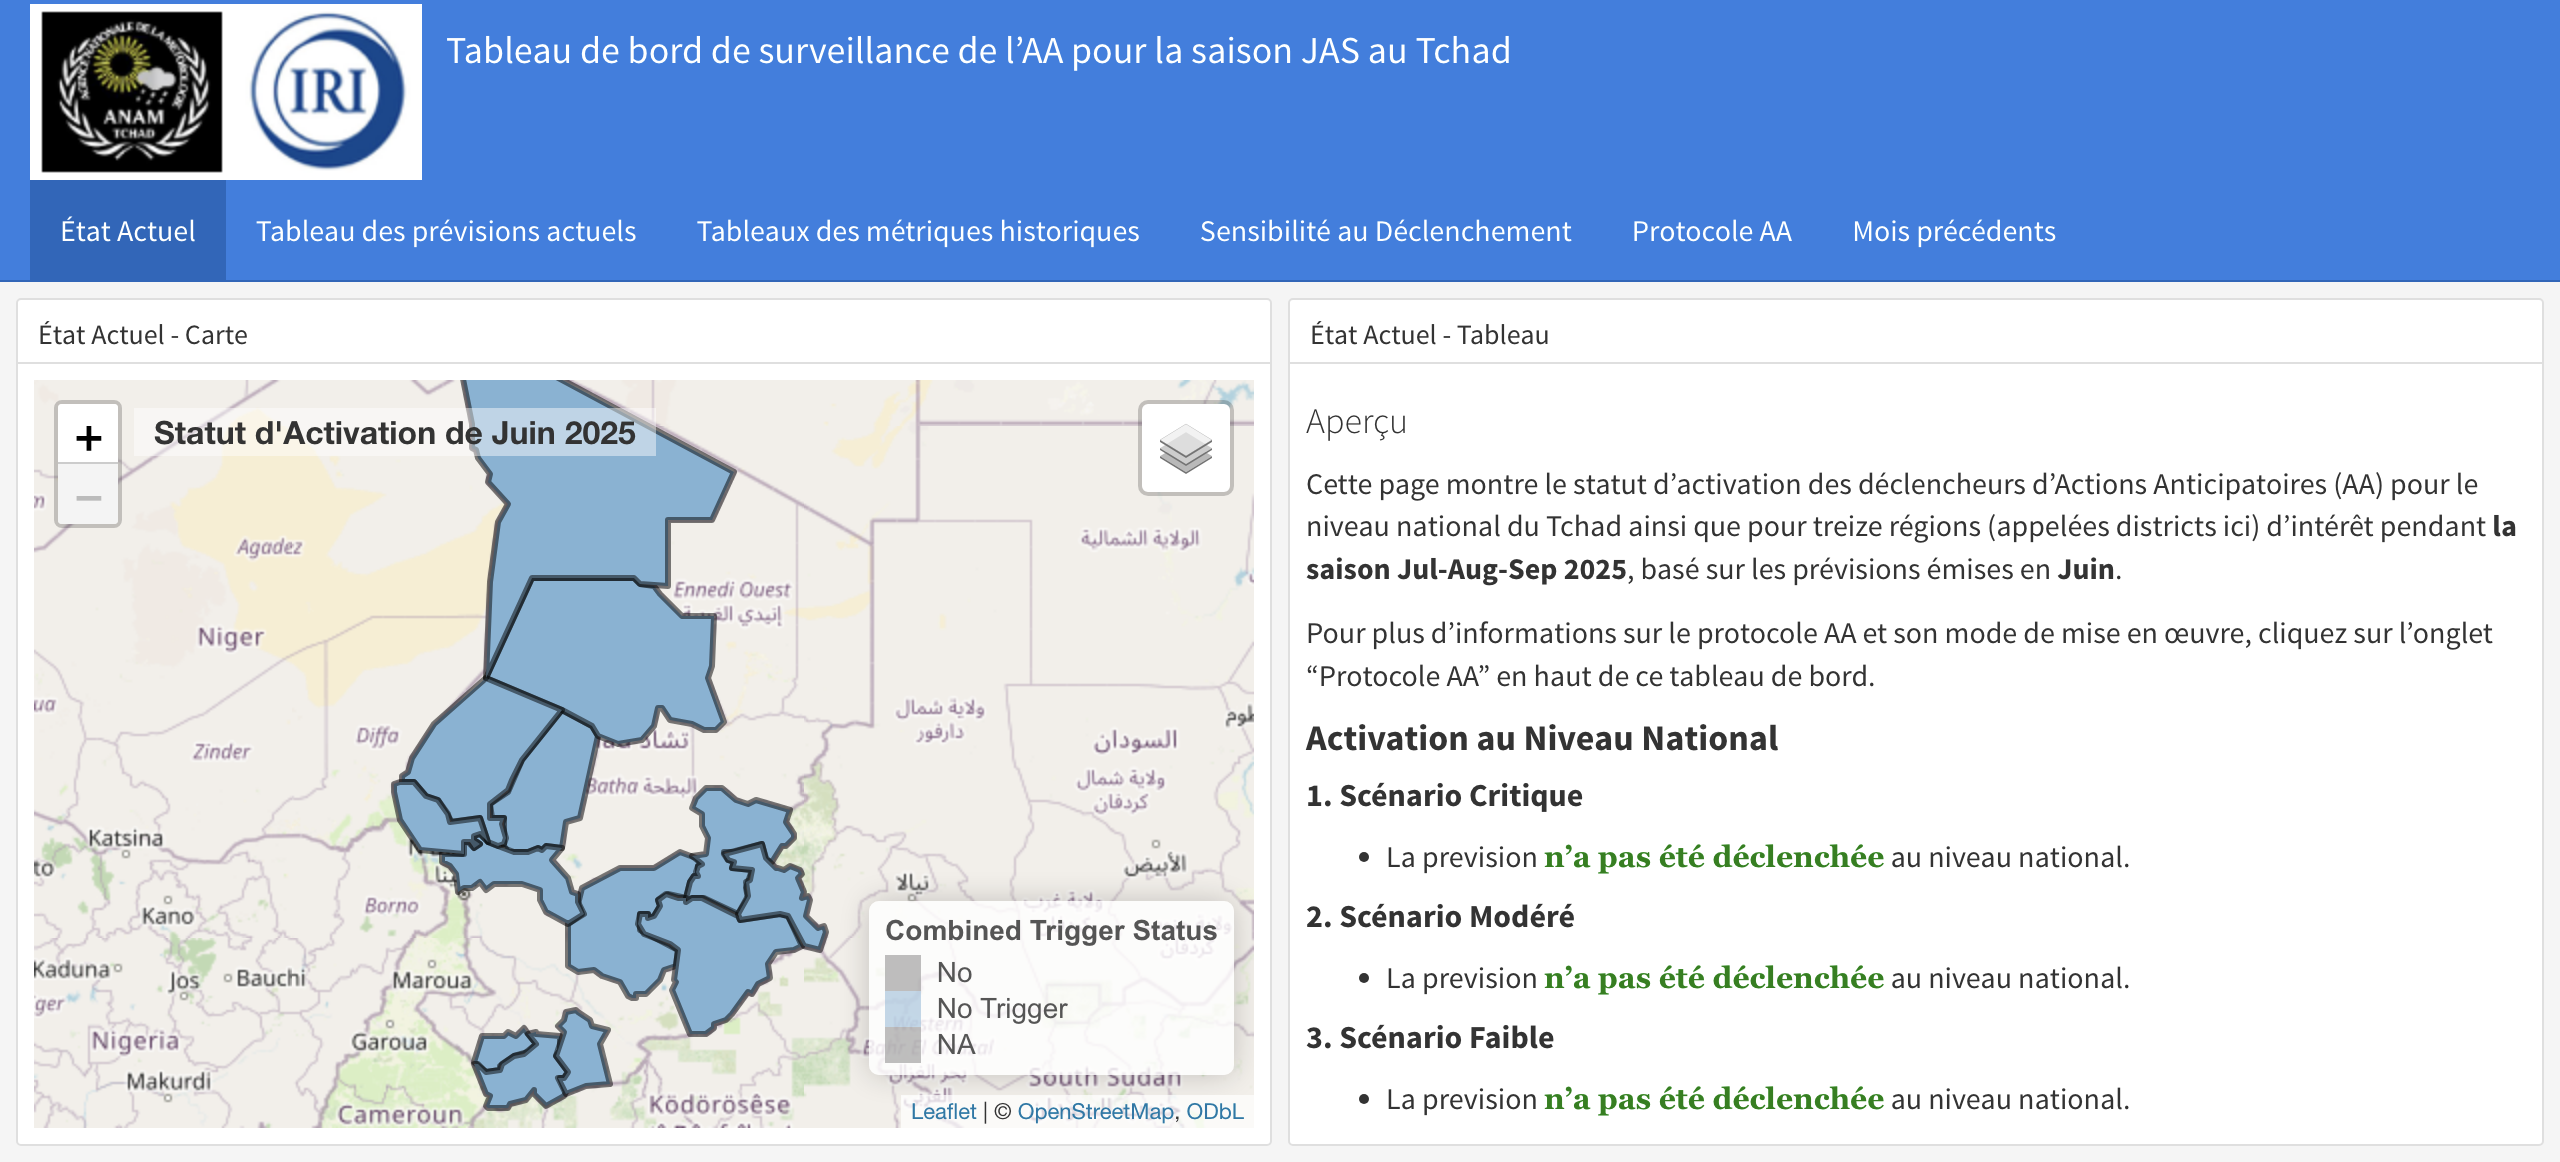 AGENCE NATIONALE DE LA METEOROLOGIE
ANAM
TCHAD
IRI
Tableau de bord de surveillance de l’AA pour la saison JAS au Tchad
État Actuel
Tableau des prévisions actuels
Tableaux des métriques historiques
Sensibilité au Déclenchement
Protocole AA
Mois précédents
État Actuel - Carte
+
−
Statut d'Activation de Juin 2025
Agadez
الولاية الشمالية
Ennedi Ouest
إنيدي الغربية
Niger
ولاية شمال
دارفور
Diffa
تشاد
Zinder
السودان
Batha البطحة
ولاية شمال
كردفان
Katsina
الأبيض
نيالا
Kano
Borno
Kaduna
Jos
Bauchi
Maroua
Nigeria
Garoua
Makurdi
Cameroun
Ködörösêse
South Sudan
Combined Trigger Status
No
No Trigger
NA
Leaflet | © OpenStreetMap, ODbL
État Actuel - Tableau
Aperçu
Cette page montre le statut d’activation des déclencheurs d’Actions Anticipatoires (AA) pour le
niveau national du Tchad ainsi que pour treize régions (appelées districts ici) d’intérêt pendant la
saison Jul-Aug-Sep 2025, basé sur les prévisions émises en Juin.
Pour plus d’informations sur le protocole AA et son mode de mise en œuvre, cliquez sur l’onglet
“Protocole AA” en haut de ce tableau de bord.
Activation au Niveau National
1. Scénario Critique
• La prevision n’a pas été déclenchée au niveau national.
2. Scénario Modéré
• La prevision n’a pas été déclenchée au niveau national.
3. Scénario Faible
• La prevision n’a pas été déclenchée au niveau national.